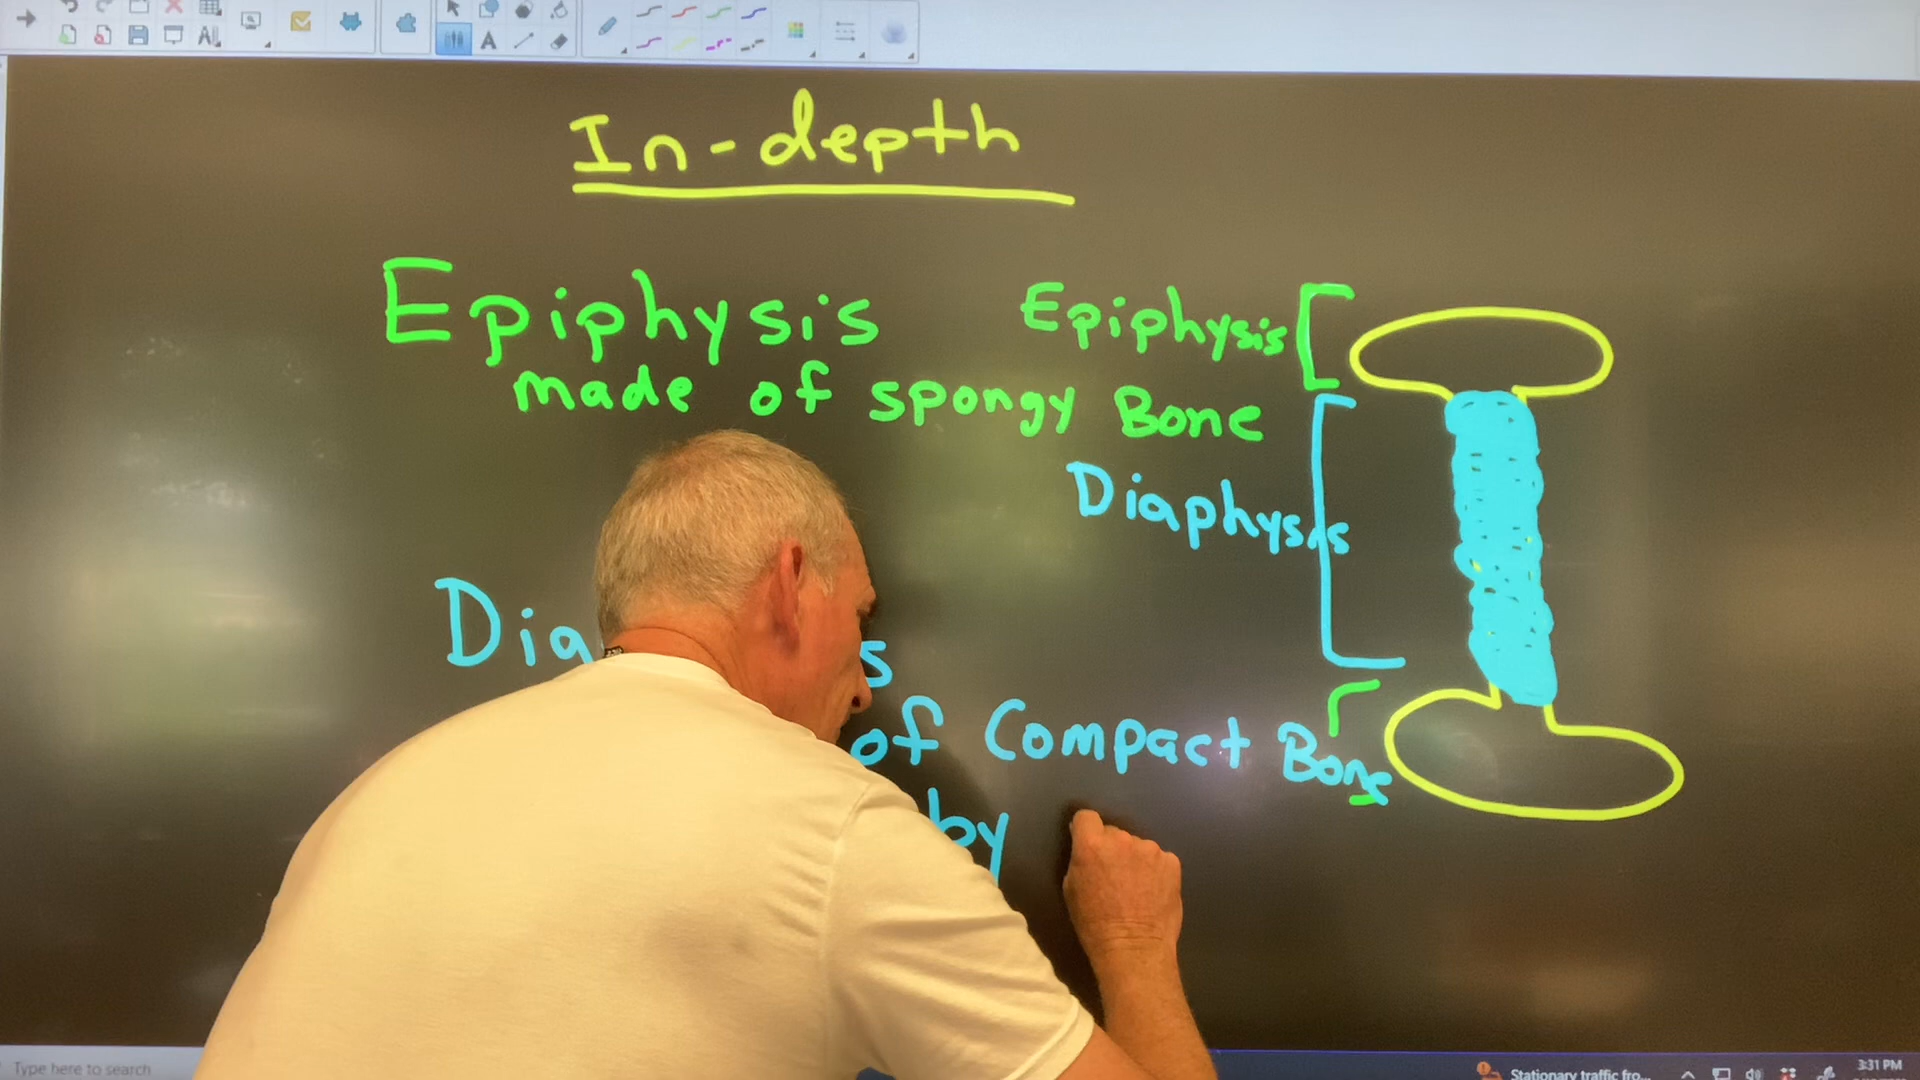 In-depth
Epiphysis
made of spongy Bone
Epiphysis
Diaphysis
Dia s
of Compact Bone
by
Type here to search
Stationary traffic fro...
3:31 PM